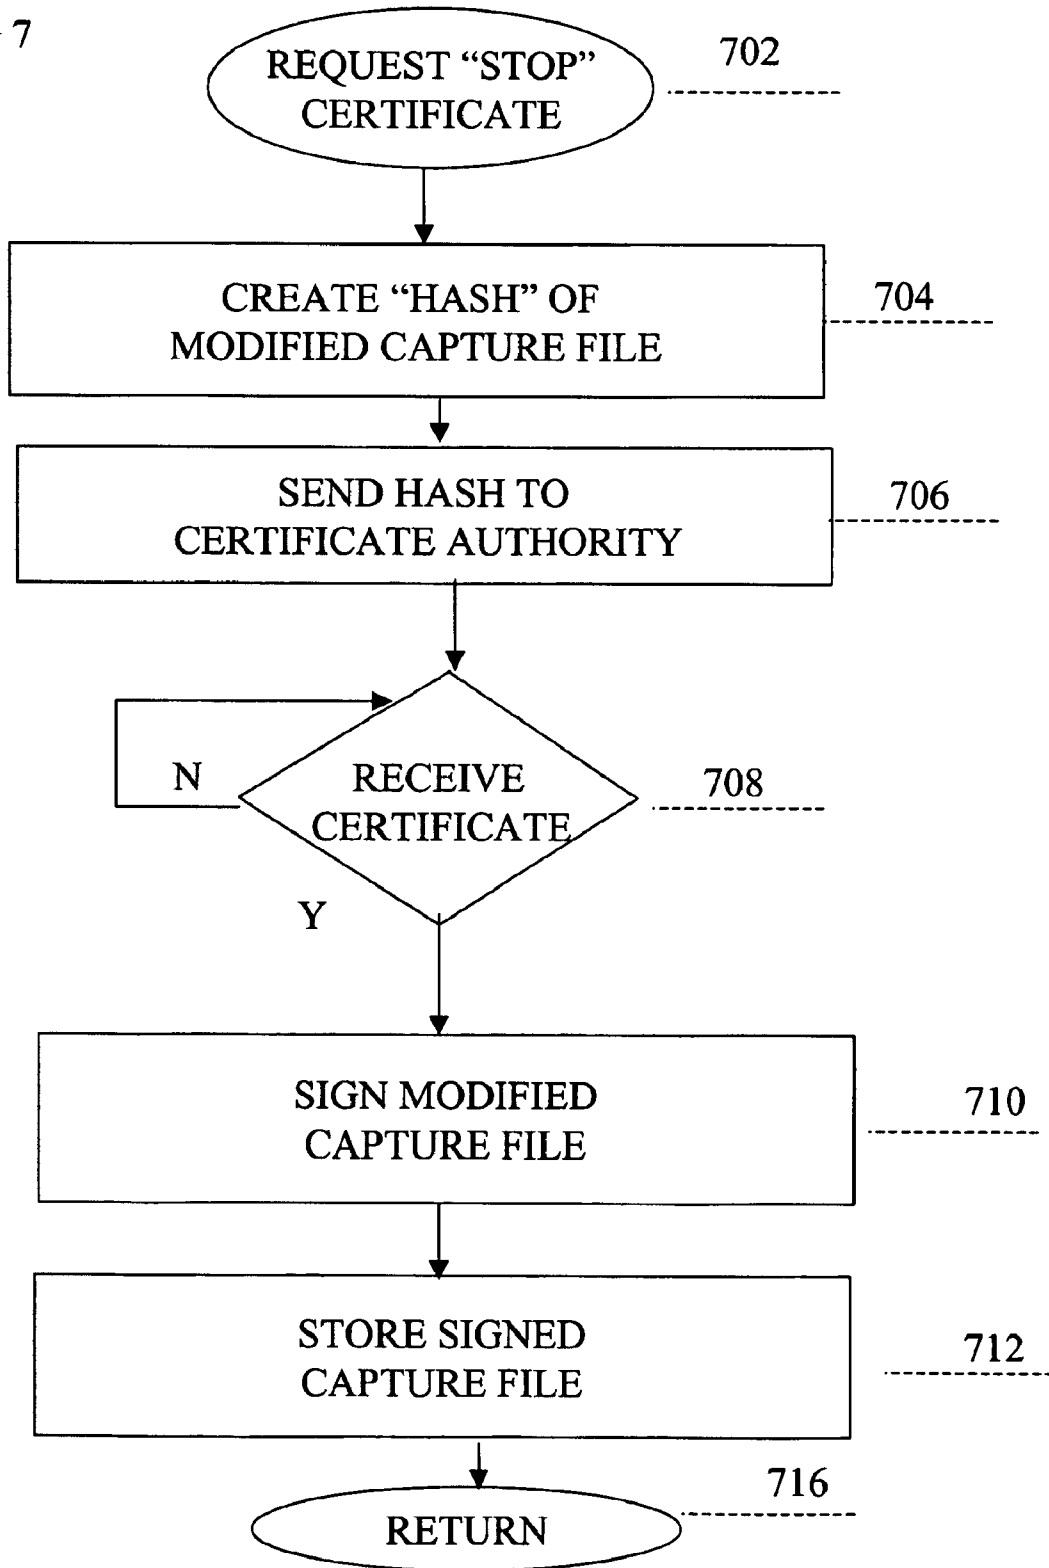 7
REQUEST “STOP”
CERTIFICATE
702
CREATE “HASH” OF
MODIFIED CAPTURE FILE
704
SEND HASH TO
CERTIFICATE AUTHORITY
706
RECEIVE
CERTIFICATE
708
N
Y
SIGN MODIFIED
CAPTURE FILE
710
STORE SIGNED
CAPTURE FILE
712
RETURN
716